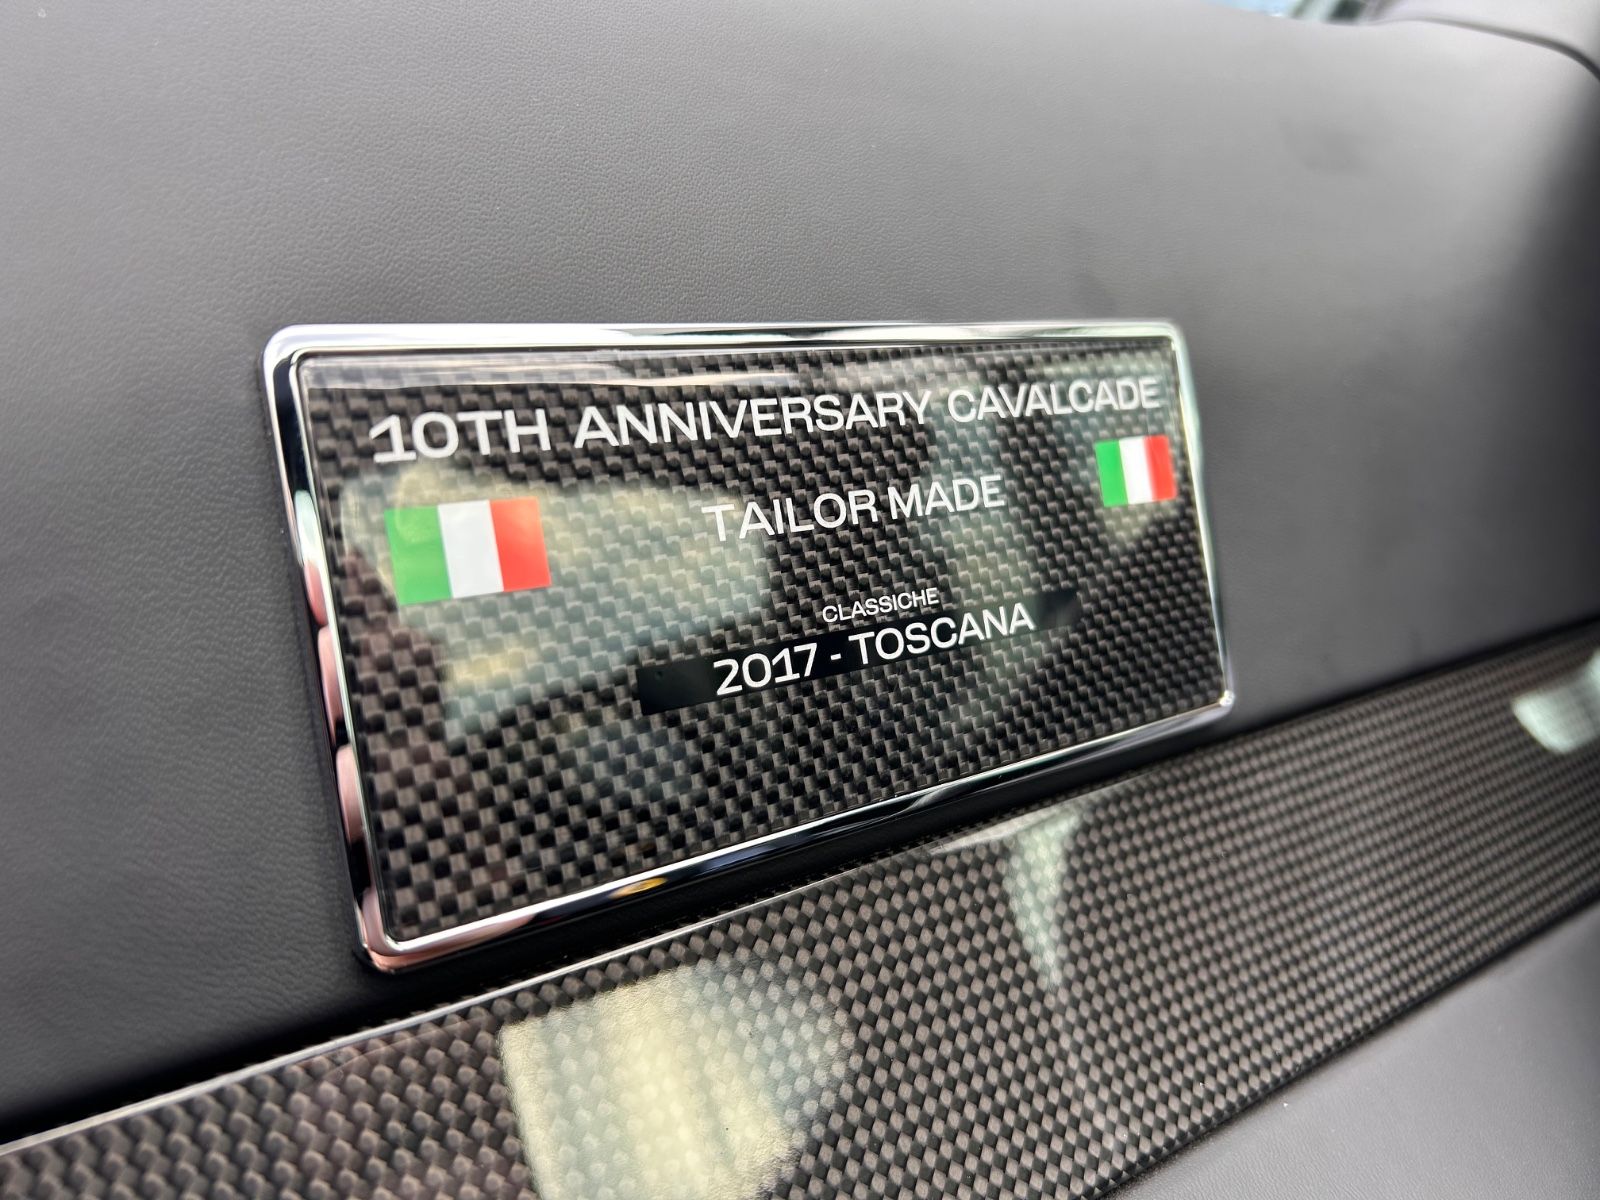 10TH ANNIVERSARY CAVALCADE
TAILOR MADE
CLASSICHE
2017 - TOSCANA